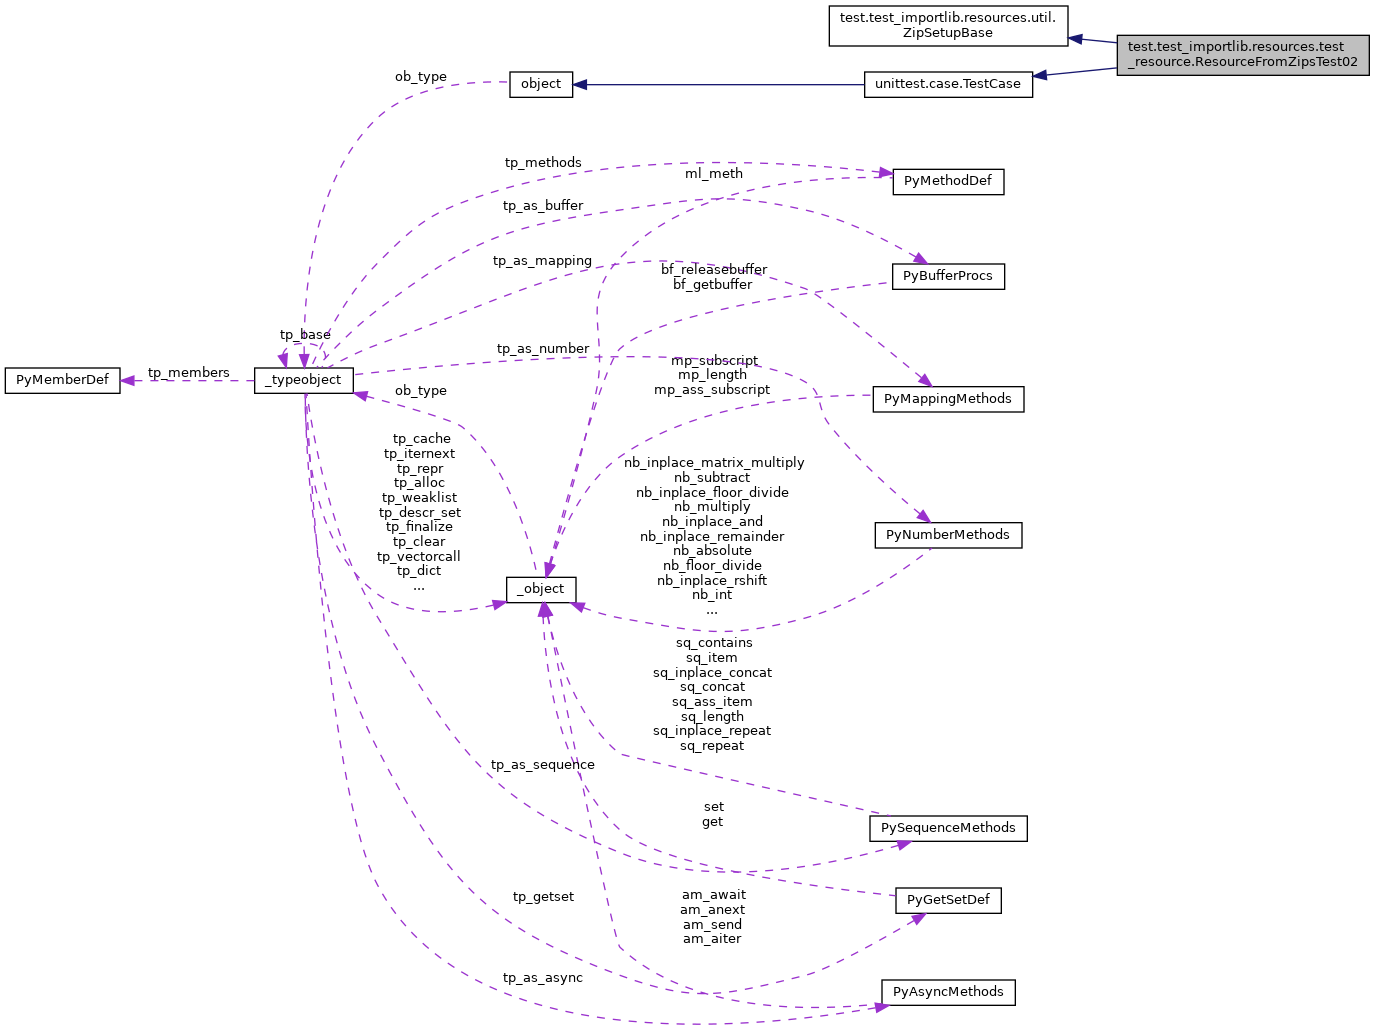 test.test_importlib.resources.util.
ZipSetupBase
test.test_importlib.resources.test
_resource.ResourceFromZipsTest02
ob_type
object
unittest.case.TestCase
tp_methods
ml_meth
PyMethodDef
tp_as_buffer
tp_as_mapping
bf_releasebuffer
bf_getbuffer
PyBufferProcs
tp_base
tp_as_number
mp_subscript
mp_length
mp_ass_subscript
PyMemberDef
tp_members
_typeobject
ob_type
PyMappingMethods
tp_cache
tp_iternext
tp_repr
tp_alloc
tp_weaklist
tp_descr_set
tp_finalize
tp_clear
tp_vectorcall
tp_dict
...
nb_inplace_matrix_multiply
nb_subtract
nb_inplace_floor_divide
nb_multiply
nb_inplace_and
nb_inplace_remainder
nb_absolute
nb_floor_divide
nb_inplace_rshift
nb_int
...
PyNumberMethods
_object
sq_contains
sq_item
sq_inplace_concat
sq_concat
sq_ass_item
sq_length
sq_inplace_repeat
sq_repeat
tp_as_sequence
set
get
PySequenceMethods
tp_getset
am_await
am_anext
am_send
am_aiter
PyGetSetDef
tp_as_async
PyAsyncMethods